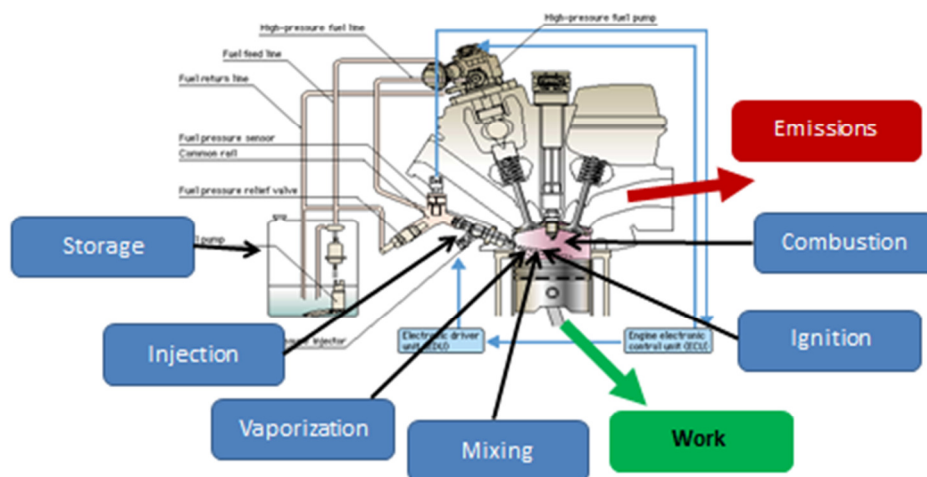 High-pressure fuel pump
High-pressure fuel line
Fuel feed line
Fuel return line
Emissions
Fuel pressure sensor
Common rail
Fuel pressure relief valve
Storage
pump
Combustion
Injection
injector
Electronic driver
unit (EDU)
Engine electronic
control unit (ECU)
Ignition
Vaporization
Mixing
Work